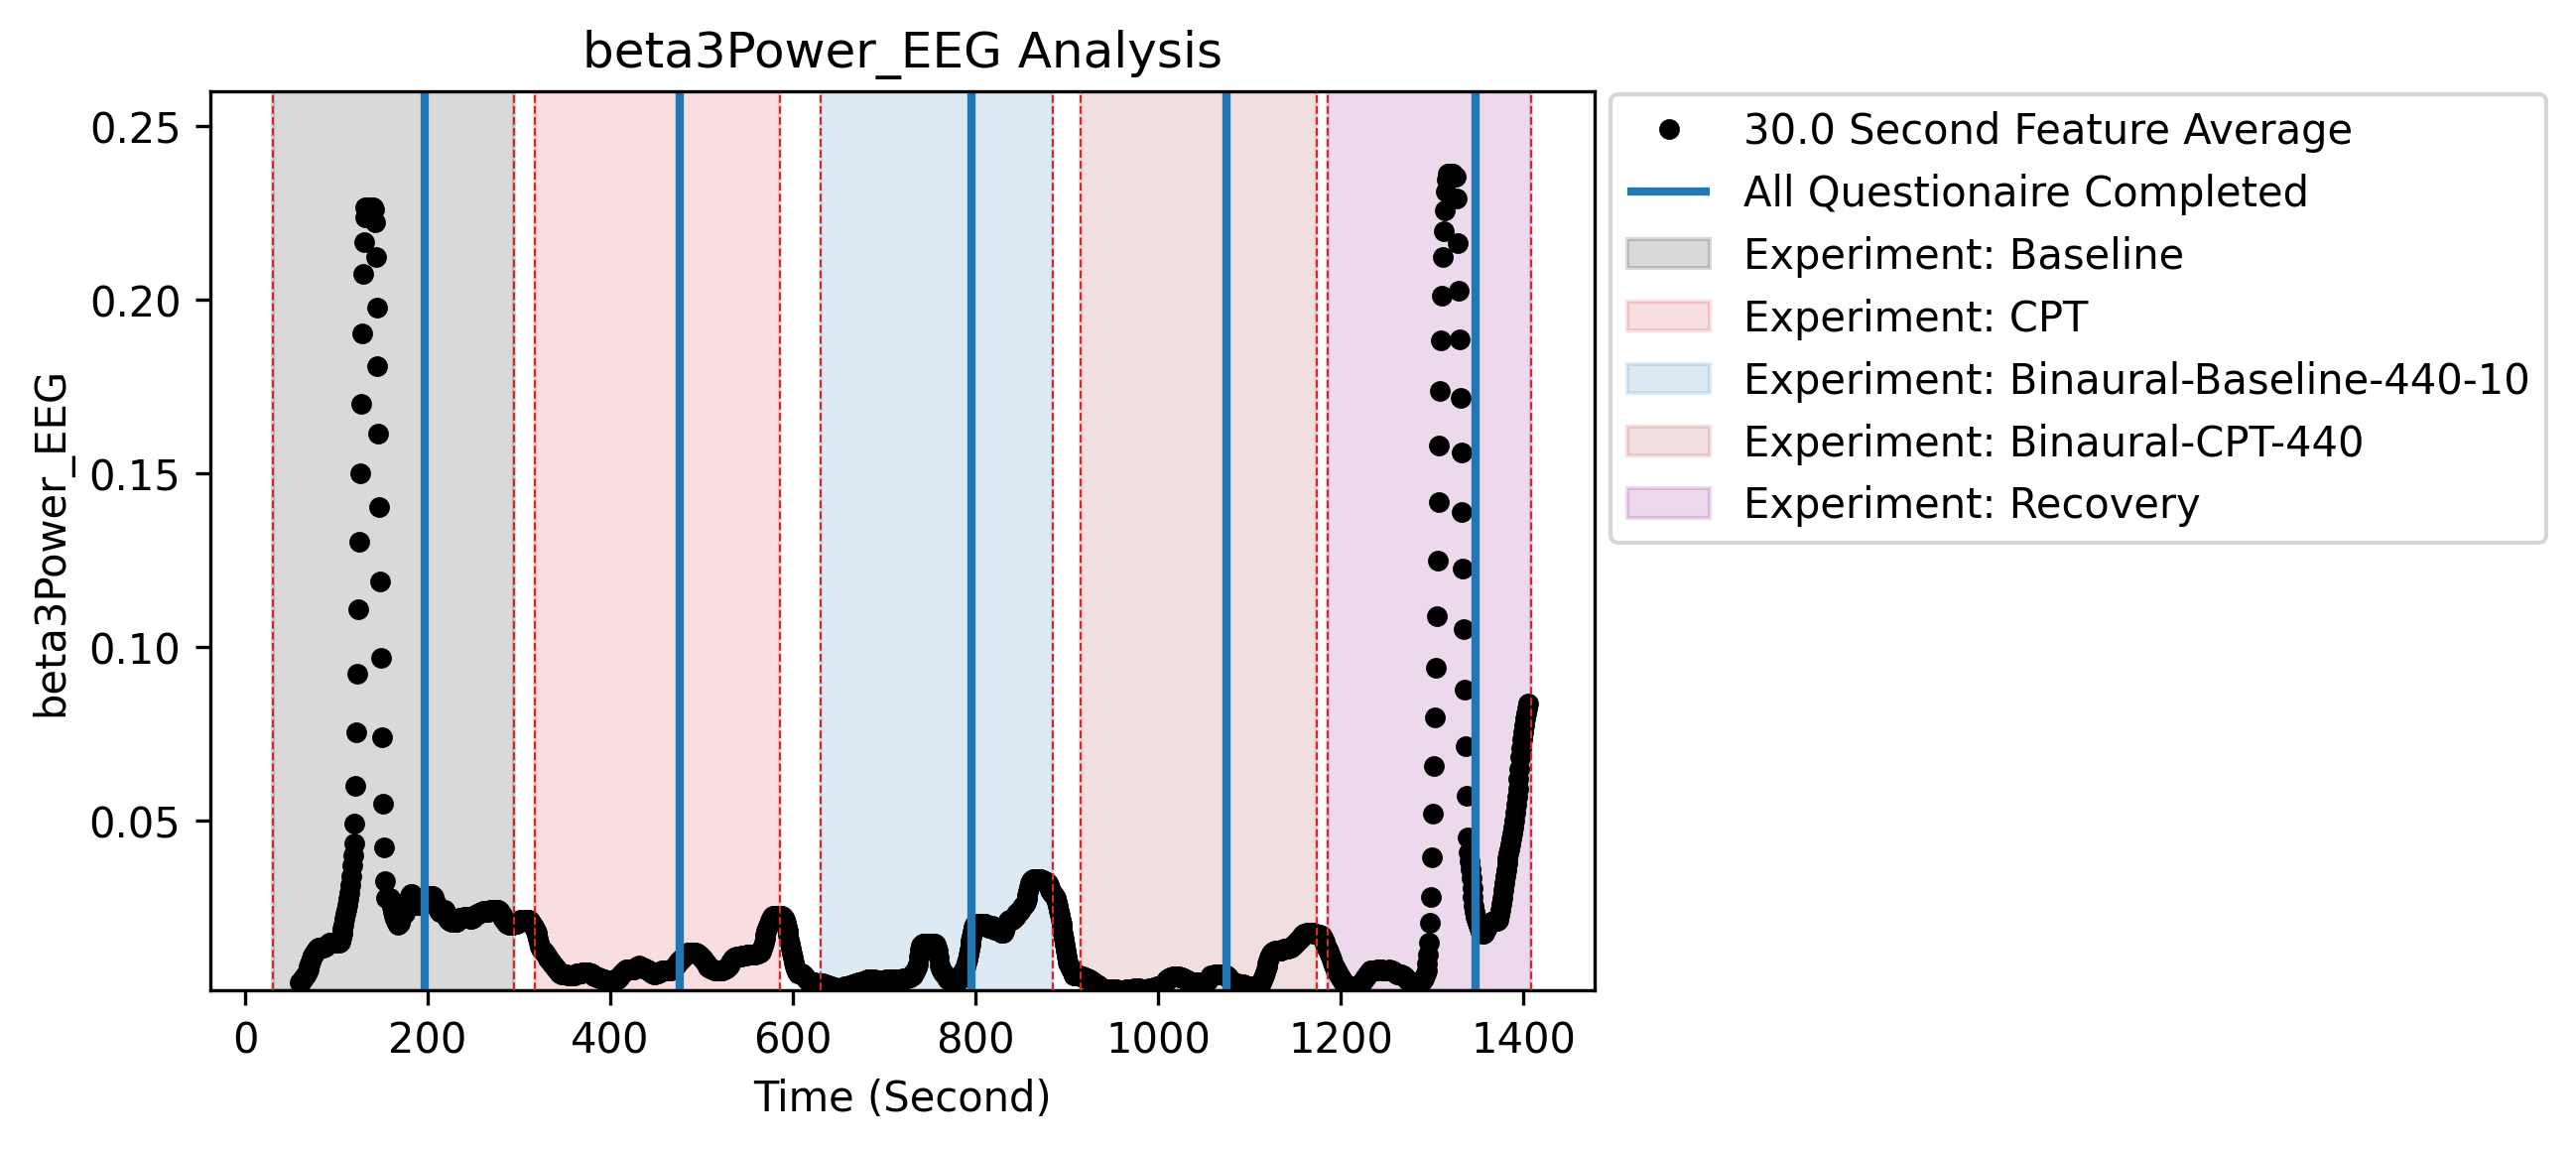 beta3Power_EEG Analysis
beta3Power_EEG
0.25
0.20
0.15
0.10
0.05
0
200
400
600
800
1000
1200
1400
Time (Second)
30.0 Second Feature Average
All Questionaire Completed
Experiment: Baseline
Experiment: CPT
Experiment: Binaural-Baseline-440-10
Experiment: Binaural-CPT-440
Experiment: Recovery